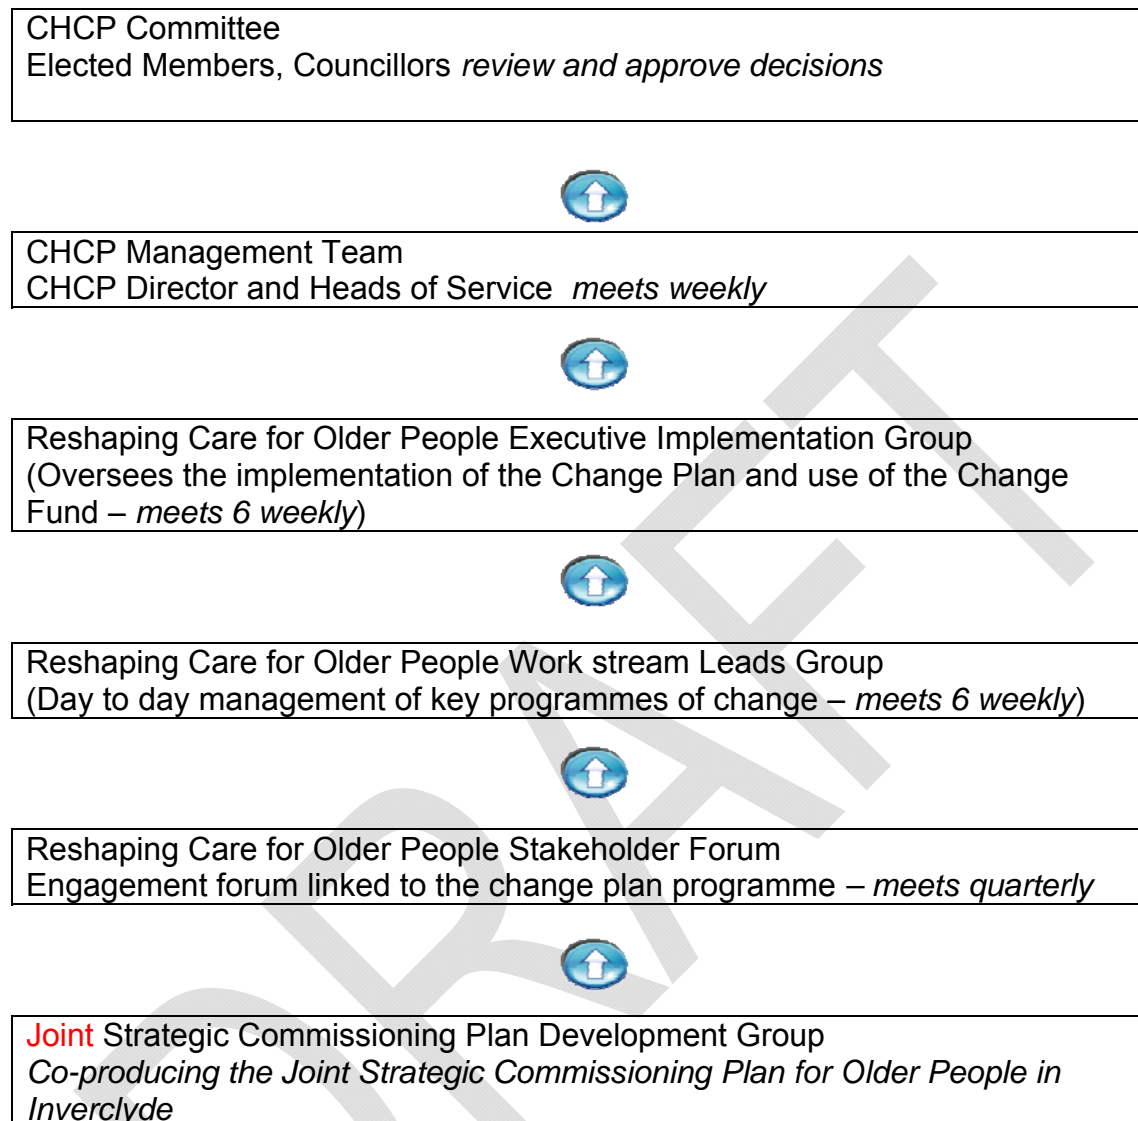 CHCP Committee
Elected Members, Councillors review and approve decisions
CHCP Management Team
CHCP Director and Heads of Service meets weekly
Reshaping Care for Older People Executive Implementation Group
(Oversees the implementation of the Change Plan and use of the Change
Fund – meets 6 weekly)
Reshaping Care for Older People Work stream Leads Group
(Day to day management of key programmes of change – meets 6 weekly)
Reshaping Care for Older People Stakeholder Forum
Engagement forum linked to the change plan programme – meets quarterly
Joint Strategic Commissioning Plan Development Group
Co-producing the Joint Strategic Commissioning Plan for Older People in
Inverclyde
DRAFT